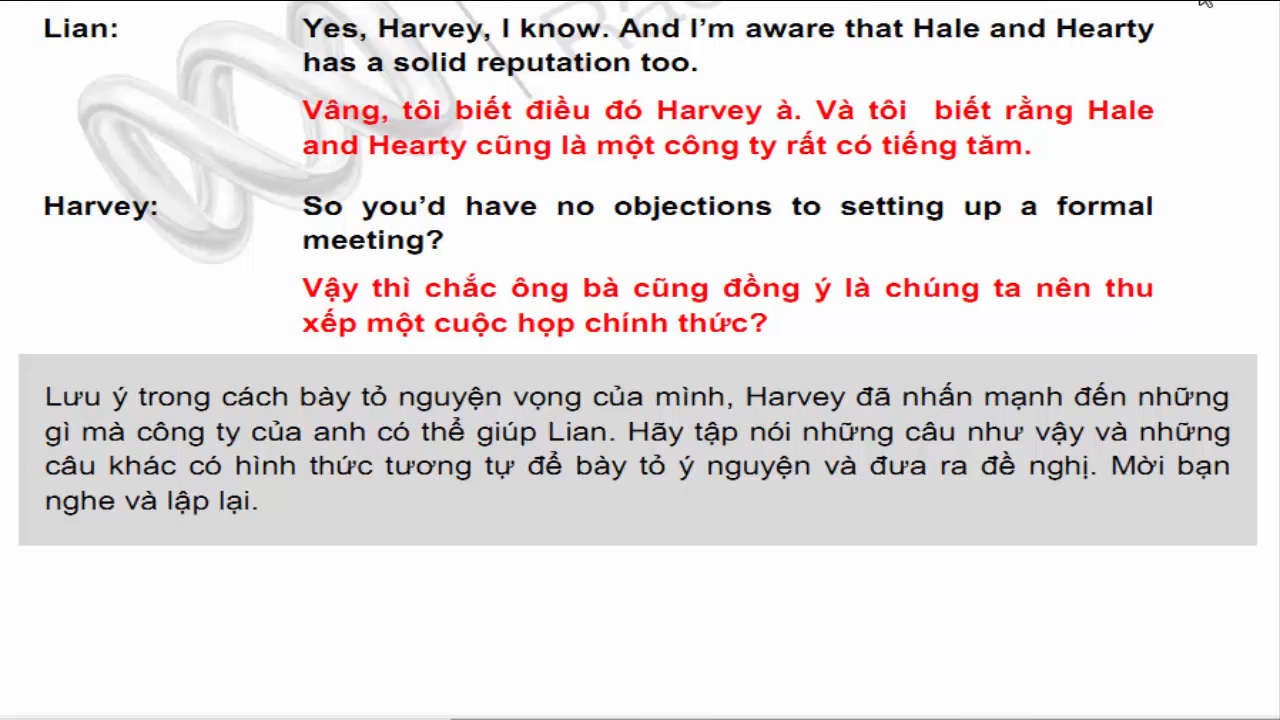 Lian: Yes, Harvey, I know. And I'm aware that Hale and Hearty
has a solid reputation too.
Vâng, tôi biết điều đó Harvey à. Và tôi biết rằng Hale
and Hearty cũng là một công ty rất có tiếng tăm.
Harvey: So you'd have no objections to setting up a formal
meeting?
Vậy thì chắc ông bà cũng đồng ý là chúng ta nên thu
xếp một cuộc họp chính thức?
Lưu ý trong cách bày tỏ nguyện vọng của mình, Harvey đã nhấn mạnh đến những
gì mà công ty của anh có thể giúp Lian. Hãy tập nói những câu như vậy và những
câu khác có hình thức tương tự để bày tỏ ý nguyện và đưa ra đề nghị. Mời bạn
nghe và lập lại.